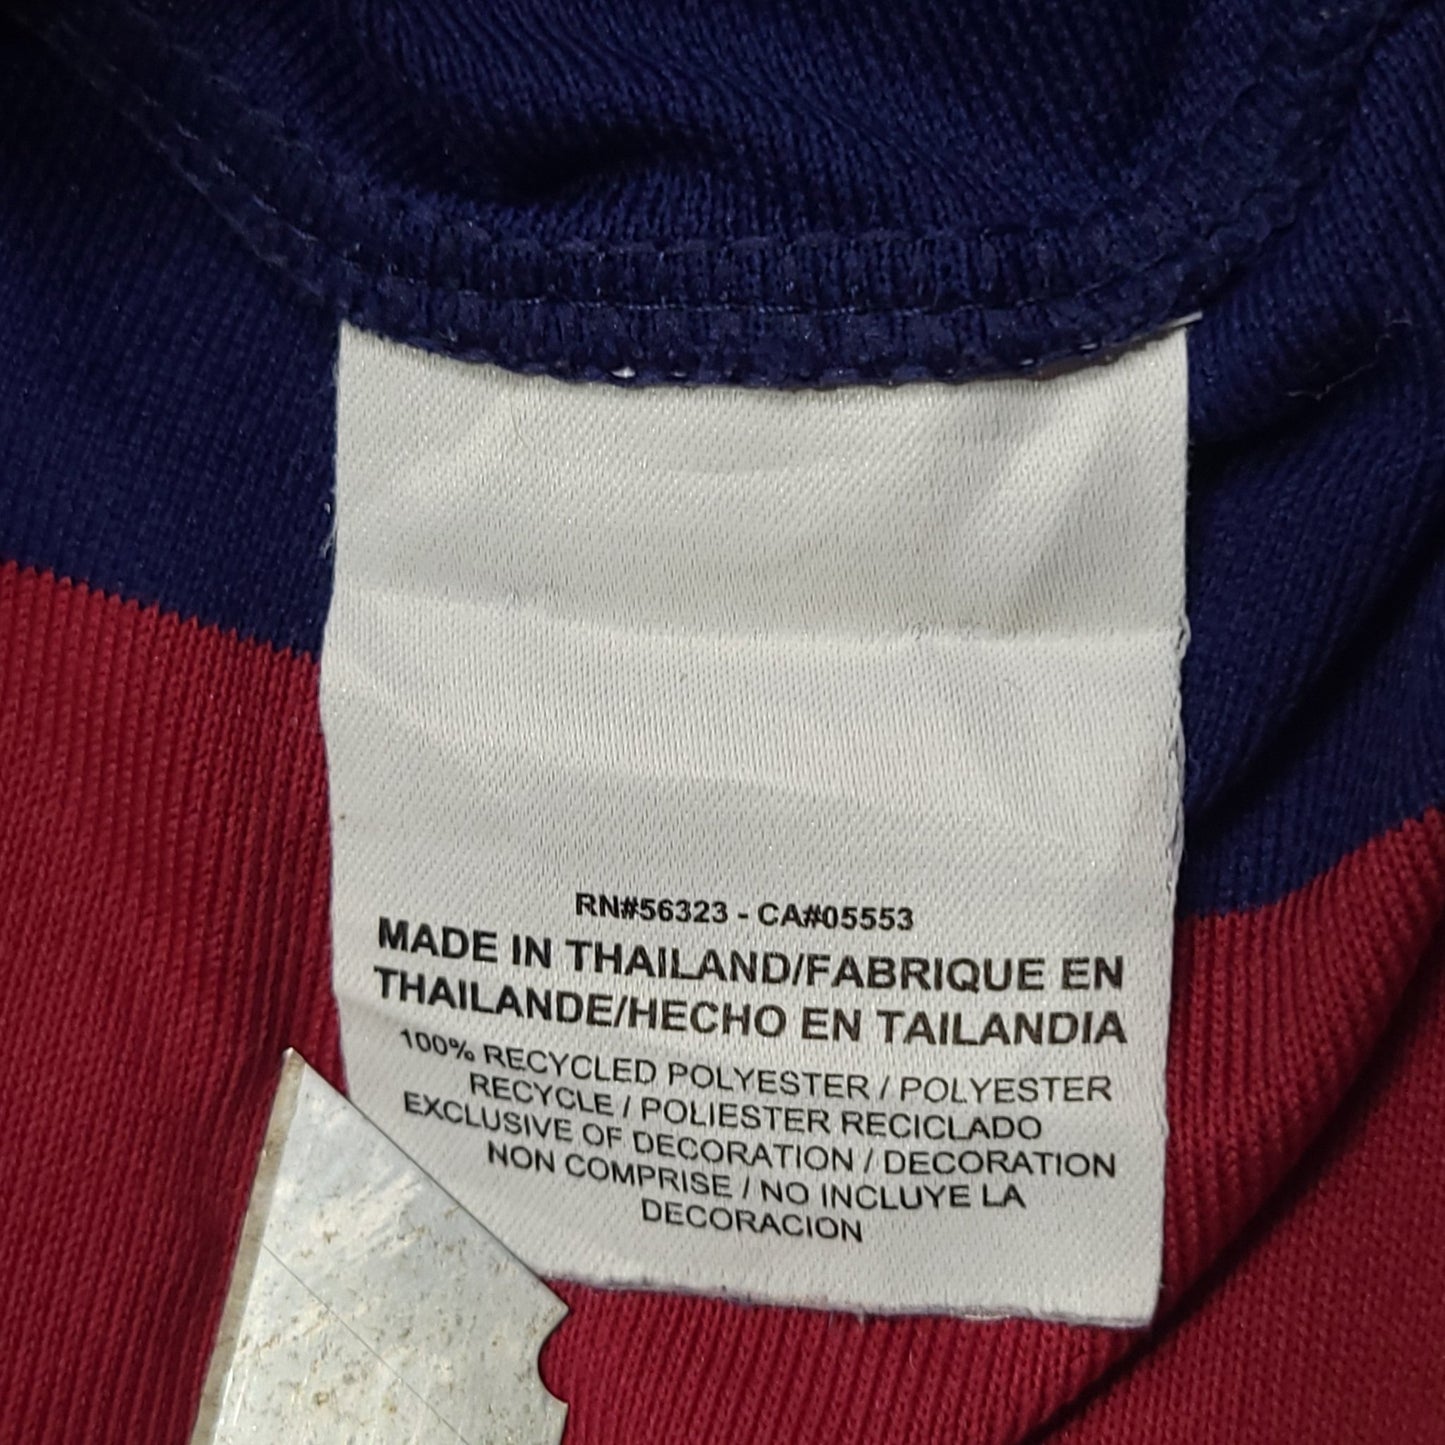 RN#56323 - CA#05553
MADE IN THAILAND/FABRIQUE EN
THAILANDE/HECHO EN TAILANDIA
100% RECYCLED POLYESTER / POLYESTER
RECYCLE / POLIESTER RECICLADO
EXCLUSIVE OF DECORATION / DECORATION
NON COMPRISE / NO INCLUYE LA
DECORACION